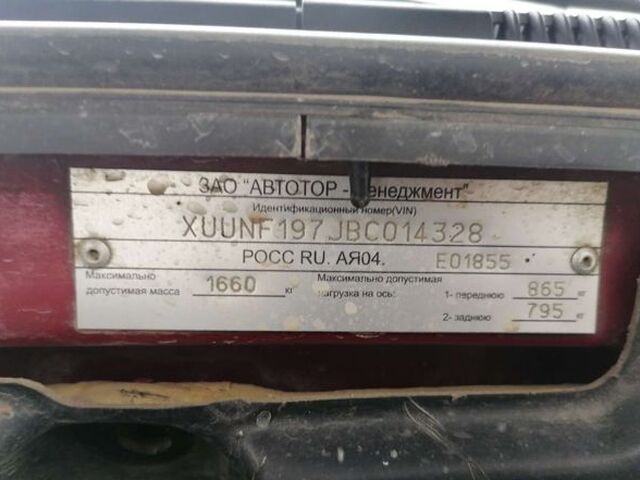 ЗАО "АВТОТОР - Менеджмент"
Идентификационный номер(VIN)
XUUNF197JBC014328
РОСС RU. АЯ04. E01855
Максимально допустимая масса 1660 кг
Максимально допустимая нагрузка на ось:
1- переднюю 865 кг
2- заднюю 795 кг